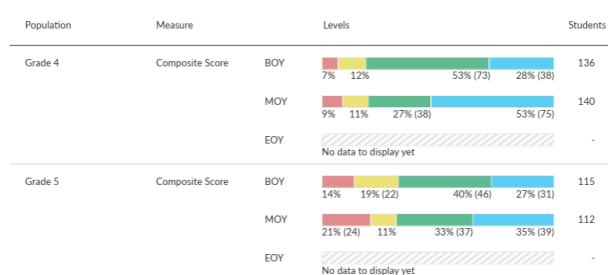 Population Measure Levels Students
Grade 4 Composite Score BOY 136
7% 12% 53% (73) 28% (38)
MOY 140
9% 11% 27% (38) 53% (75)
EOY -
No data to display yet
Grade 5 Composite Score BOY 115
14% 19% (22) 40% (46) 27% (31)
MOY 112
21% (24) 11% 33% (37) 35% (39)
EOY -
No data to display yet